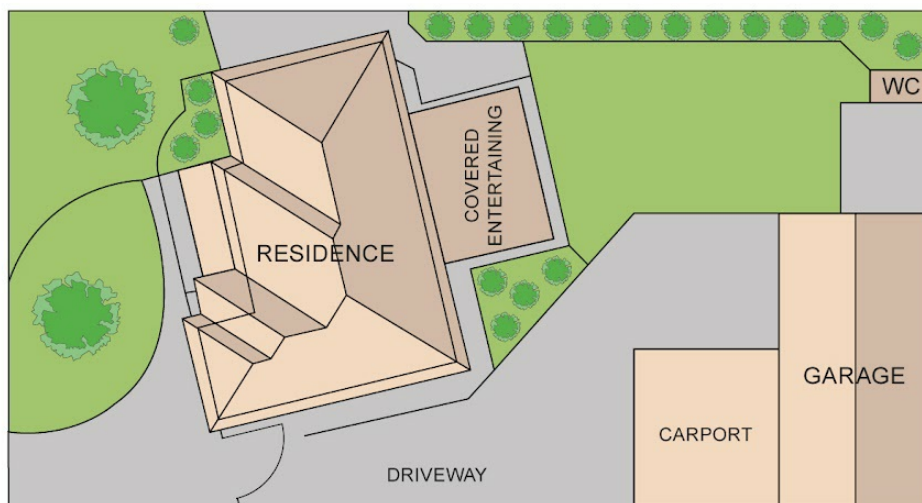 WC
COVERED
ENTERTAINING
RESIDENCE
GARAGE
CARPORT
DRIVEWAY